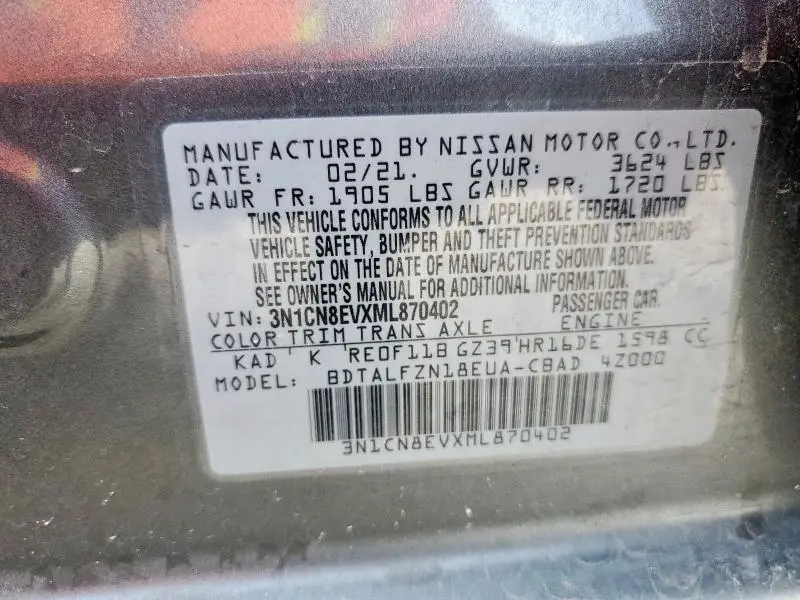 MANUFACTURED BY NISSAN MOTOR CO.,LTD.
DATE: 02/21. GVWR: 3624 LBS
GAWR FR: 1905 LBS GAWR RR: 1720 LBS
THIS VEHICLE CONFORMS TO ALL APPLICABLE FEDERAL MOTOR
VEHICLE SAFETY, BUMPER AND THEFT PREVENTION STANDARDS
IN EFFECT ON THE DATE OF MANUFACTURE SHOWN ABOVE.
SEE OWNER'S MANUAL FOR ADDITIONAL INFORMATION.
VIN: 3N1CN8EVXML870402 PASSENGER CAR.
COLOR TRIM TRANS AXLE ENGINE
KAD K RE0F11B GZ39 HR16DE 1598 CC
MODEL: BDTALFZN18EUA-CBAD 4Z000
3N1CN8EVXML870402